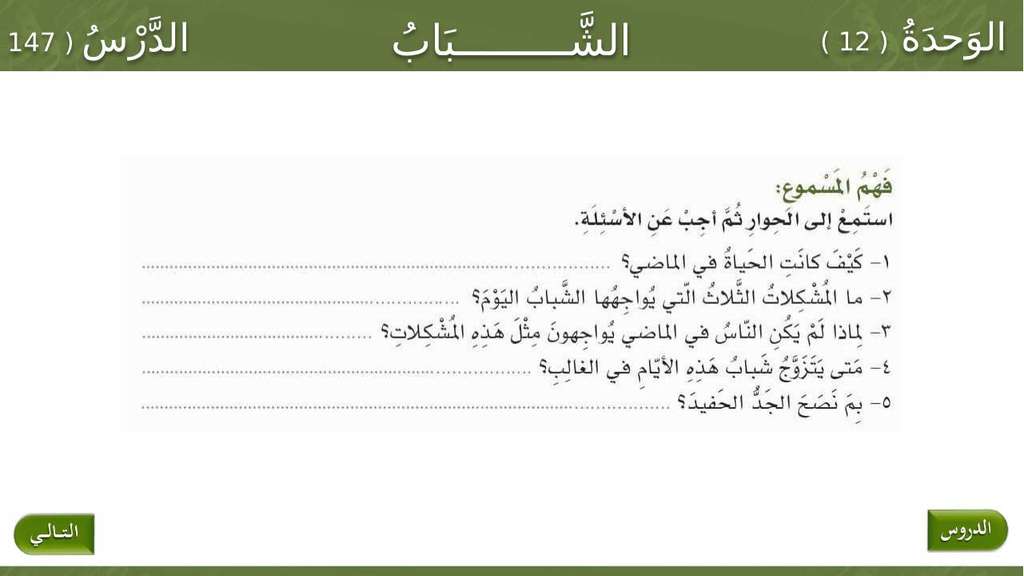 الوَحدَةُ ( 12 ) الشَّـــــــــبَابُ الدَّرْسُ ( 147
فَهْمُ المَسْموعِ:
استَمِعْ إلى الحِوارِ ثُمَّ أجِبْ عَنِ الأسْئِلَةِ.
١- كَيْفَ كانَتِ الحَياةُ في الماضي؟ ......................................................
٢- ما المُشْكِلاتُ الثَّلاثُ الّتي يُواجِهُها الشَّبابُ اليَوْمَ؟ ......................................................
٣- لِماذا لَمْ يَكُنِ النّاسُ في الماضي يُواجِهونَ مِثْلَ هَذِهِ المُشْكِلاتِ؟ ......................................................
٤- مَتى يَتَزَوَّجُ شَبابُ هَذِهِ الأيّامِ في الغالِبِ؟ ......................................................
٥- بِمَ نَصَحَ الجَدُّ الحَفيدَ؟ ......................................................
الدروس
التـالـي